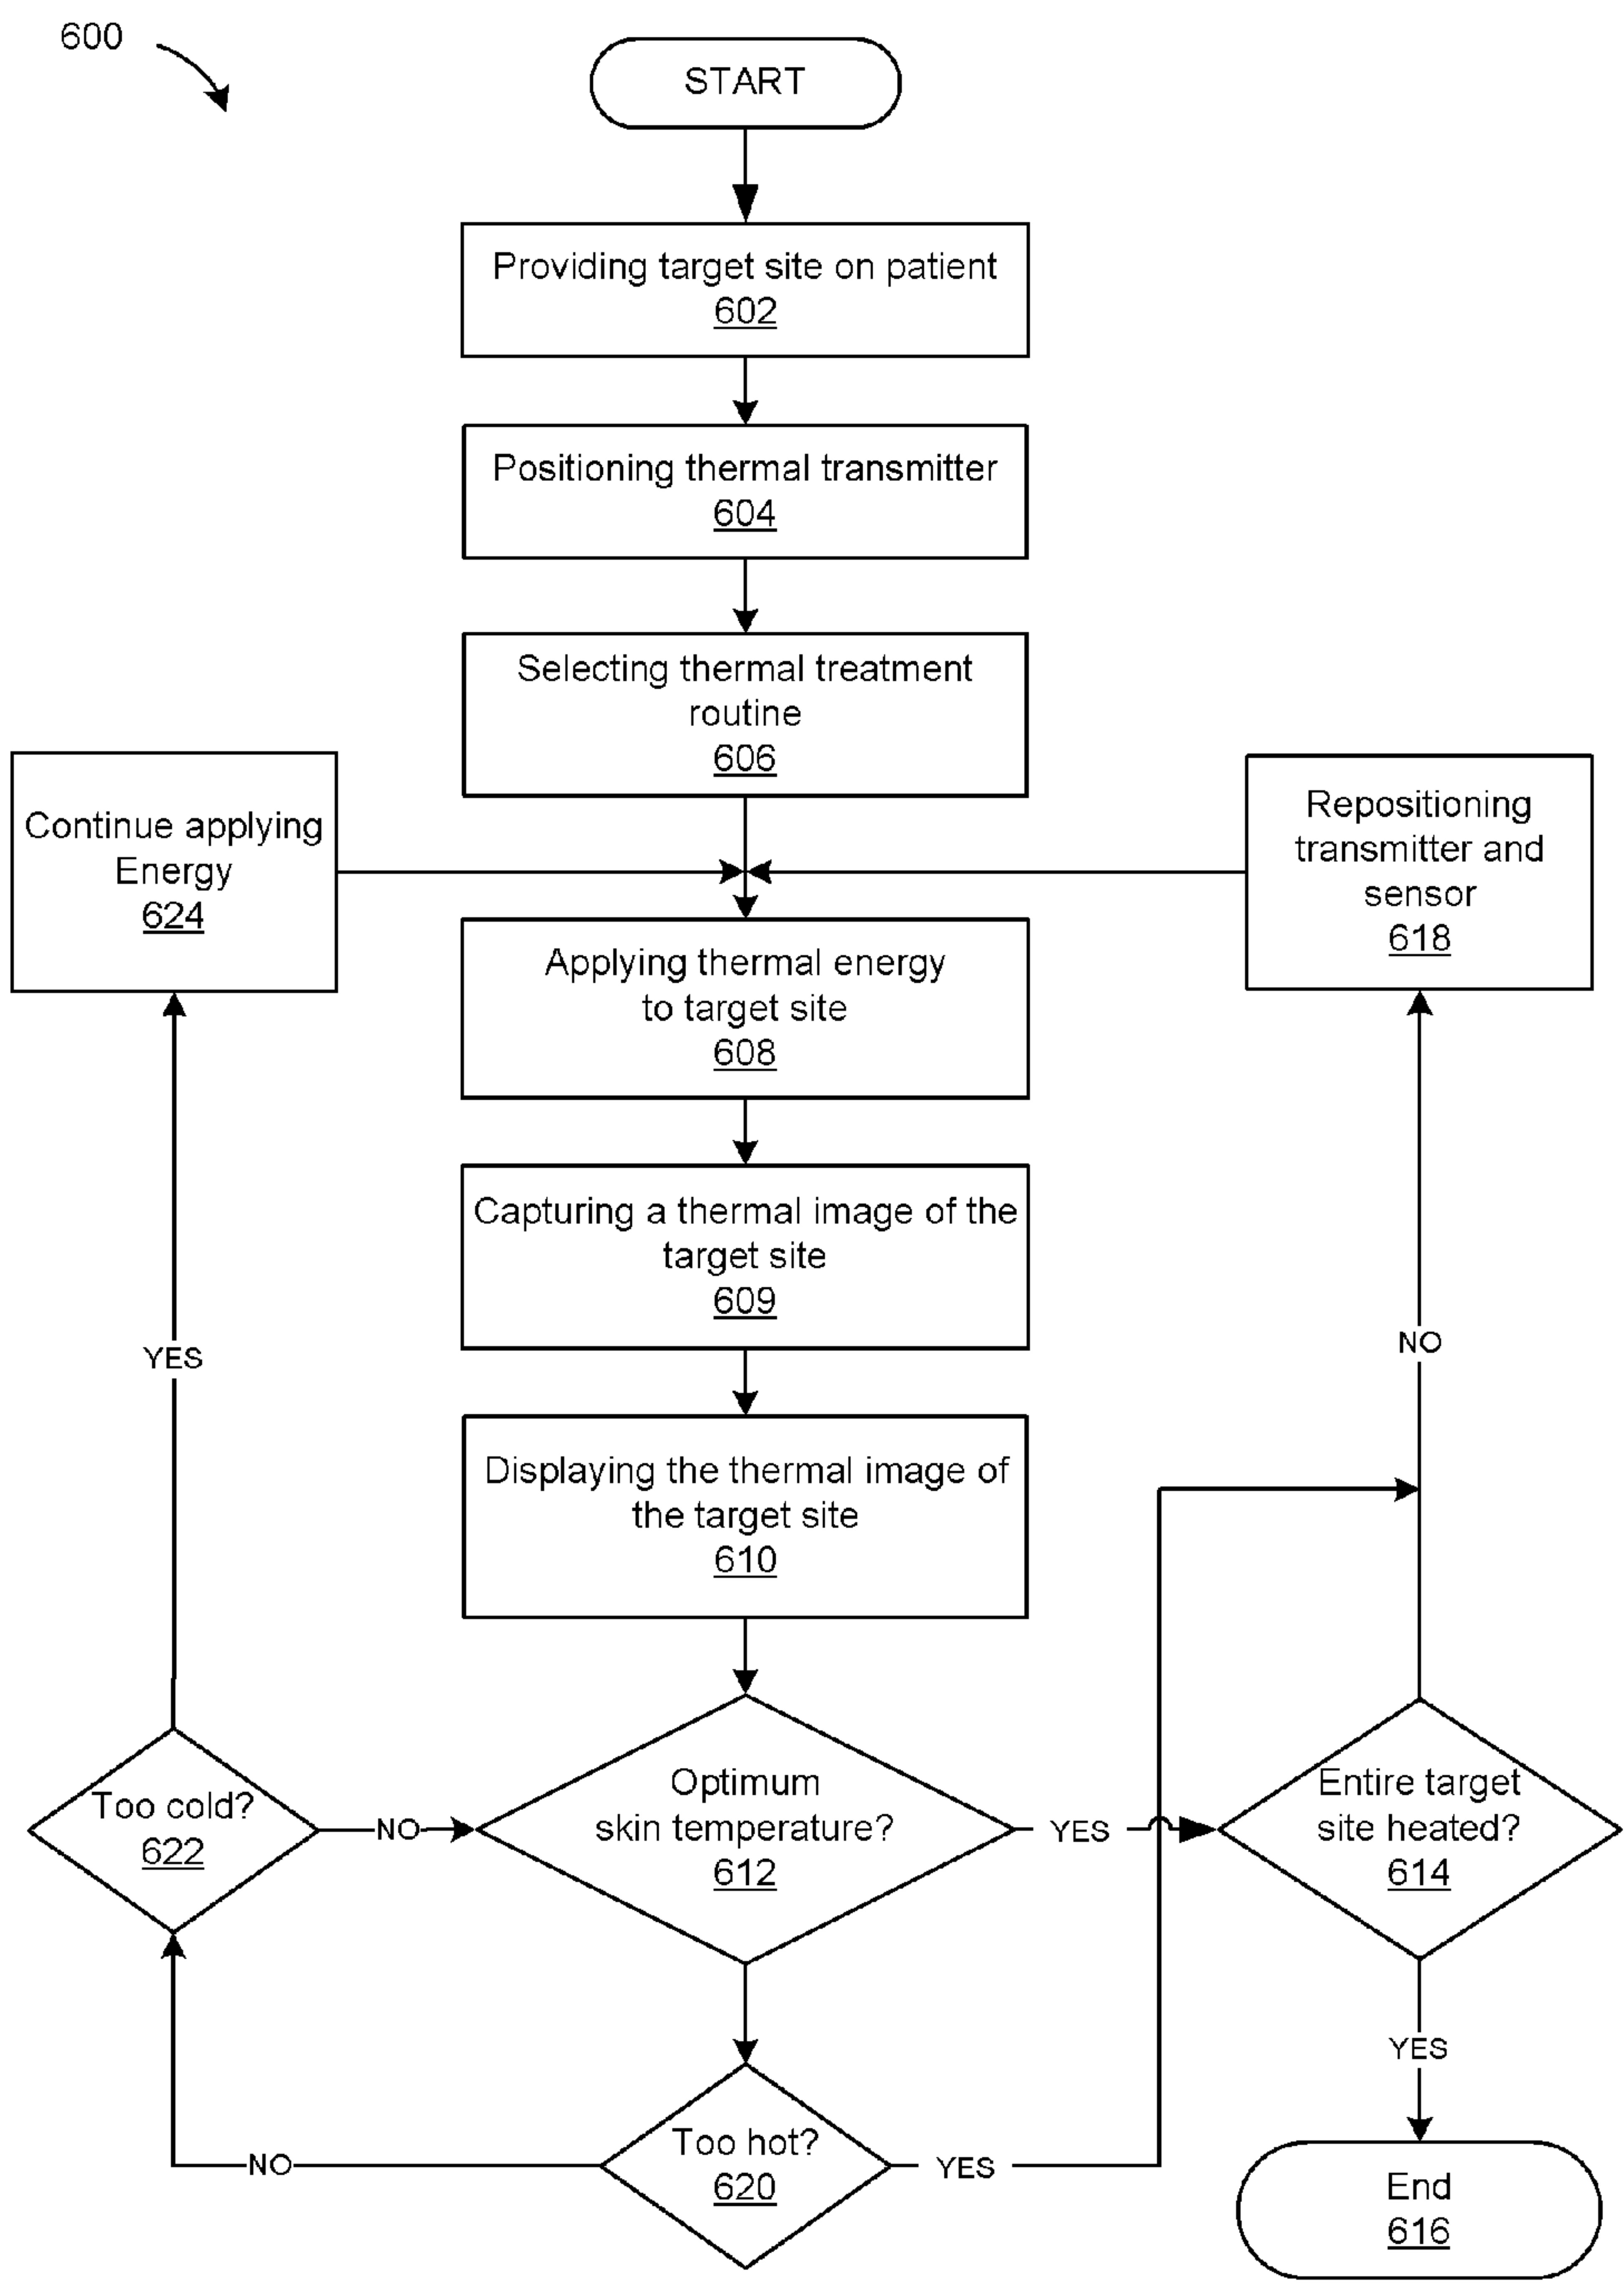 600
START
Providing target site on patient
602
Positioning thermal transmitter
604
Selecting thermal treatment
routine
606
Continue applying
Energy
624
Repositioning
transmitter and
sensor
618
Applying thermal energy
to target site
608
Capturing a thermal image of the
target site
609
YES
NO
Displaying the thermal image of
the target site
610
Too cold?
622
NO
Optimum
skin temperature?
612
YES
Entire target
site heated?
614
YES
Too hot?
620
NO
YES
End
616